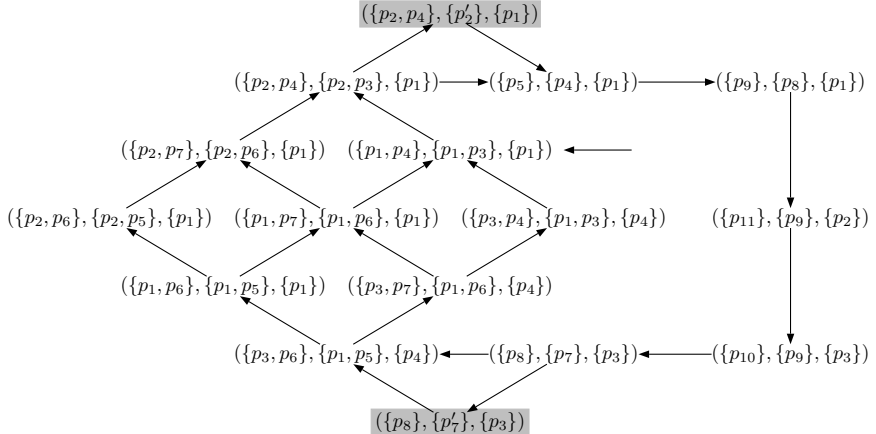 ({p₂, p₄}, {p′₂}, {p₁})
({p₂, p₄}, {p₂, p₃}, {p₁}) ({p₅}, {p₄}, {p₁}) ({p₉}, {p₈}, {p₁})
({p₂, p₇}, {p₂, p₆}, {p₁}) ({p₁, p₄}, {p₁, p₃}, {p₁})
({p₂, p₆}, {p₂, p₅}, {p₁}) ({p₁, p₇}, {p₁, p₆}, {p₁}) ({p₃, p₄}, {p₁, p₃}, {p₄}) ({p₁₁}, {p₉}, {p₂})
({p₁, p₆}, {p₁, p₅}, {p₁}) ({p₃, p₇}, {p₁, p₆}, {p₄})
({p₃, p₆}, {p₁, p₅}, {p₄}) ({p₈}, {p₇}, {p₃}) ({p₁₀}, {p₉}, {p₃})
({p₈}, {p′₇}, {p₃})